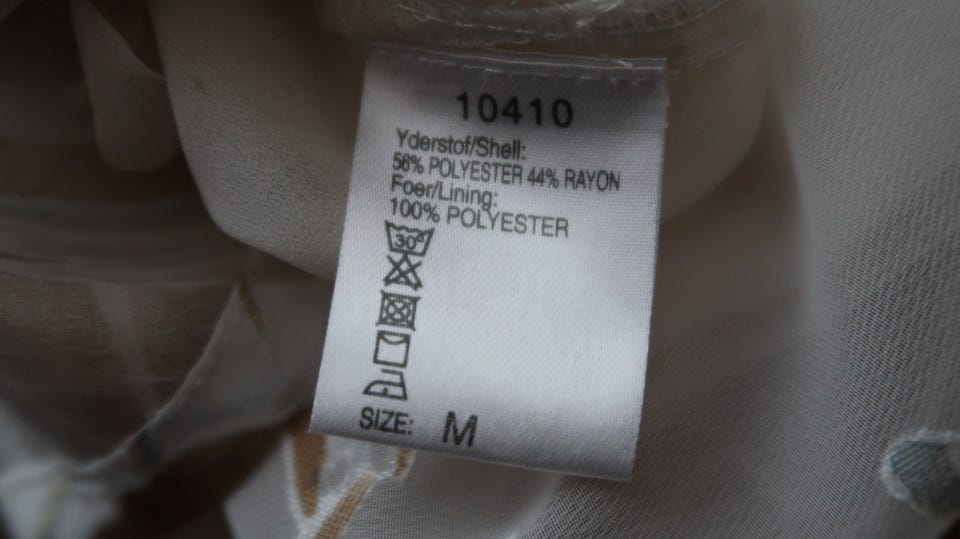 10410
Yderstof/Shell:
56% POLYESTER 44% RAYON
Foer/Lining:
100% POLYESTER
30°
SIZE: M